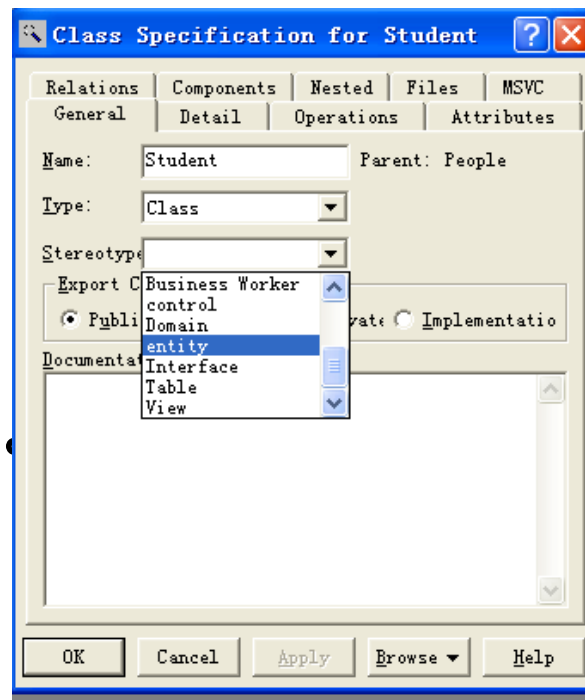 Class Specification for Student
Relations Components Nested Files MSVC
General Detail Operations Attributes
Name: Student Parent: People
Type: Class
Stereotype
Business Worker
control
Domain
entity
Interface
Table
View
Export C
Publi vate Implementatio
Documentat
OK Cancel Apply Browse Help